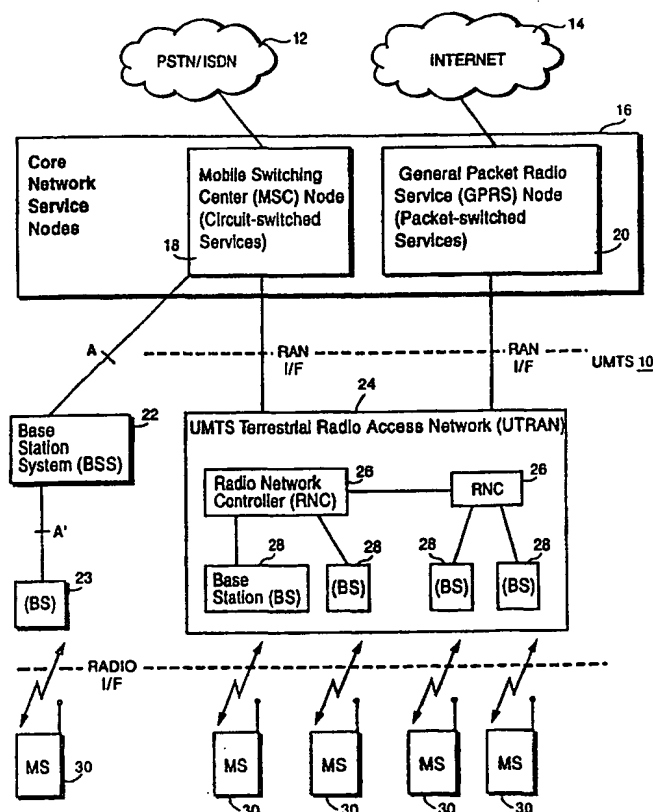 12
PSTN/ISDN
14
INTERNET
16
Core
Network
Service
Nodes
Mobile Switching
Center (MSC) Node
(Circuit-switched
Services)
18
General Packet Radio
Service (GPRS) Node
(Packet-switched
Services)
20
A
RAN
I/F
RAN
I/F
UMTS 10
22
Base
Station
System (BSS)
24
UMTS Terrestrial Radio Access Network (UTRAN)
Radio Network
Controller (RNC)
26
RNC
26
A'
23
(BS)
28
Base
Station (BS)
28
(BS)
28
(BS)
28
(BS)
RADIO
I/F
MS
30
MS
30
MS
30
MS
30
MS
30